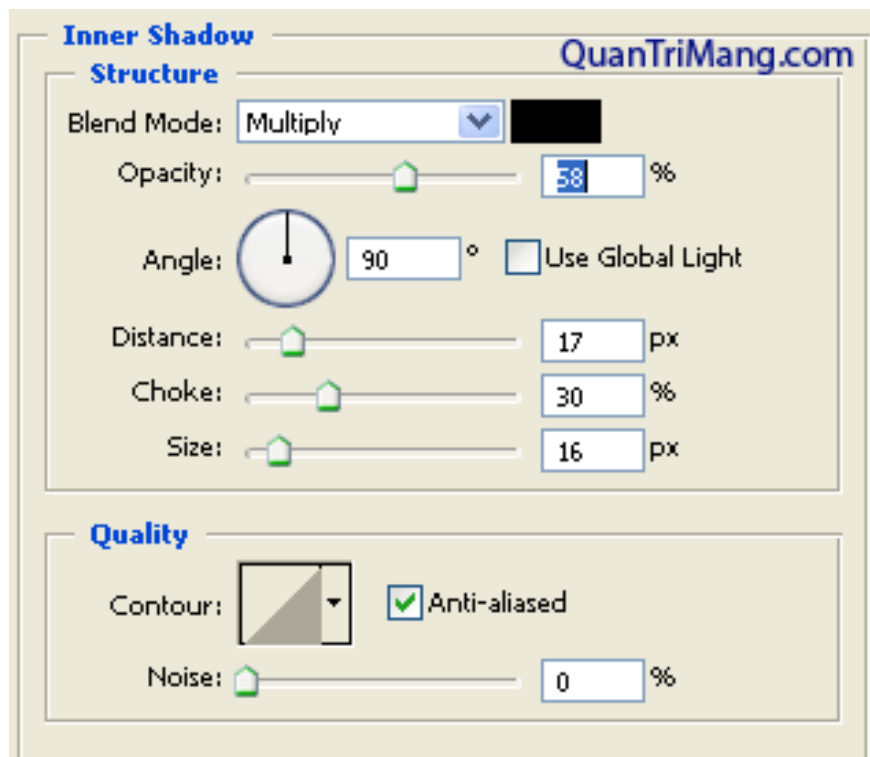 Inner Shadow
QuanTriMang.com
Structure
Blend Mode: Multiply
Opacity: 58 %
Angle: 90 ° Use Global Light
Distance: 17 px
Choke: 30 %
Size: 16 px
Quality
Contour: Anti-aliased
Noise: 0 %